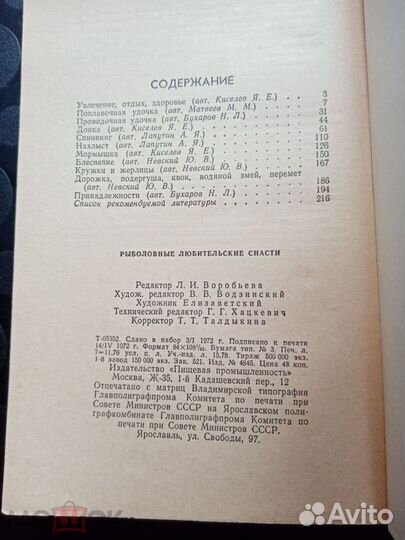 СОДЕРЖАНИЕ
Увлечение, отдых, здоровье (авт. Киселев Я. Е.) . . . 3
Поплавочная удочка (авт. Матвеев М. М.) . . . 7
Проводочная удочка (авт. Бухаров Н. Л.) . . . 31
Донка (авт. Киселев Я. Е.) . . . 44
Спиннинг (авт. Лапутин А. Я.) . . . 61
Нахлыст (авт. Лапутин А. Я.) . . . 110
Мормышка (авт. Киселев Я. Е.) . . . 126
Блеснение (авт. Невский Ю. В.) . . . 150
Кружки и жерлицы (авт. Невский Ю. В.) . . . 167
Дорожка, подергуша, квок, водяной змей, перемет
(авт. Невский Ю. В.) . . . 186
Принадлежности (авт. Бухаров Н. Л.) . . . 194
Список рекомендуемой литературы . . . 216
РЫБОЛОВНЫЕ ЛЮБИТЕЛЬСКИЕ СНАСТИ
Редактор Л. И. Воробьева
Худож. редактор В. В. Водзинский
Художник Елизаветский
Технический редактор Г. Г. Хацкевич
Корректор Т. Т. Талдыкина
Т-05352. Сдано в набор 3/I 1972 г. Подписано к печати
14/IV 1972 г. Формат 84×108¹/₃₂. Бумага тип. № 3. Печ. л.
7=11,76 усл. п. л. Уч.-изд. л. 15,78. Тираж 500 000 экз.
1-й завод 150 000 экз. Зак. 521. Изд. № 4845. Цена 48 коп.
Издательство «Пищевая промышленность»
Москва, Ж-35, 1-й Кадашевский пер., 12
Отпечатано с матриц Владимирской типографии
Главполиграфпрома Комитета по печати при
Совете Министров СССР на Ярославском поли-
графкомбинате Главполиграфпрома Комитета по
печати при Совете Министров СССР.
Ярославль, ул. Свободы, 97.
Avito